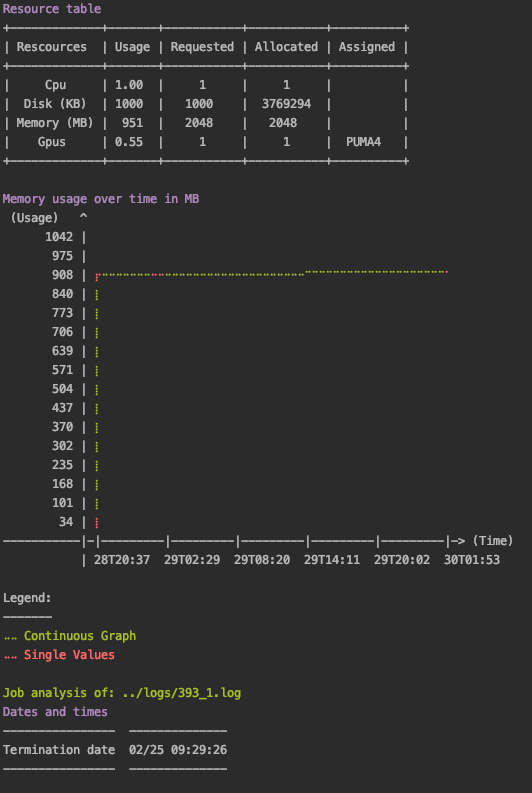 Resource table
+-------------+-------+-----------+-----------+----------+
| Rescources | Usage | Requested | Allocated | Assigned |
+-------------+-------+-----------+-----------+----------+
| Cpu | 1.00 | 1 | 1 | |
| Disk (KB) | 1000 | 1000 | 3769294 | |
| Memory (MB) | 951 | 2048 | 2048 | |
| Gpus | 0.55 | 1 | 1 | PUMA4 |
+-------------+-------+-----------+-----------+----------+
Memory usage over time in MB
(Usage) ^
1042 |
975 |
908 |
840 |
773 |
706 |
639 |
571 |
504 |
437 |
370 |
302 |
235 |
168 |
101 |
34 |
-----------|-|---------|---------|---------|---------|---------|-> (Time)
| 28T20:37 29T02:29 29T08:20 29T14:11 29T20:02 30T01:53
Legend:
-------
Continuous Graph
Single Values
Job analysis of: ../logs/393_1.log
Dates and times
---------------- --------------
Termination date 02/25 09:29:26
---------------- --------------